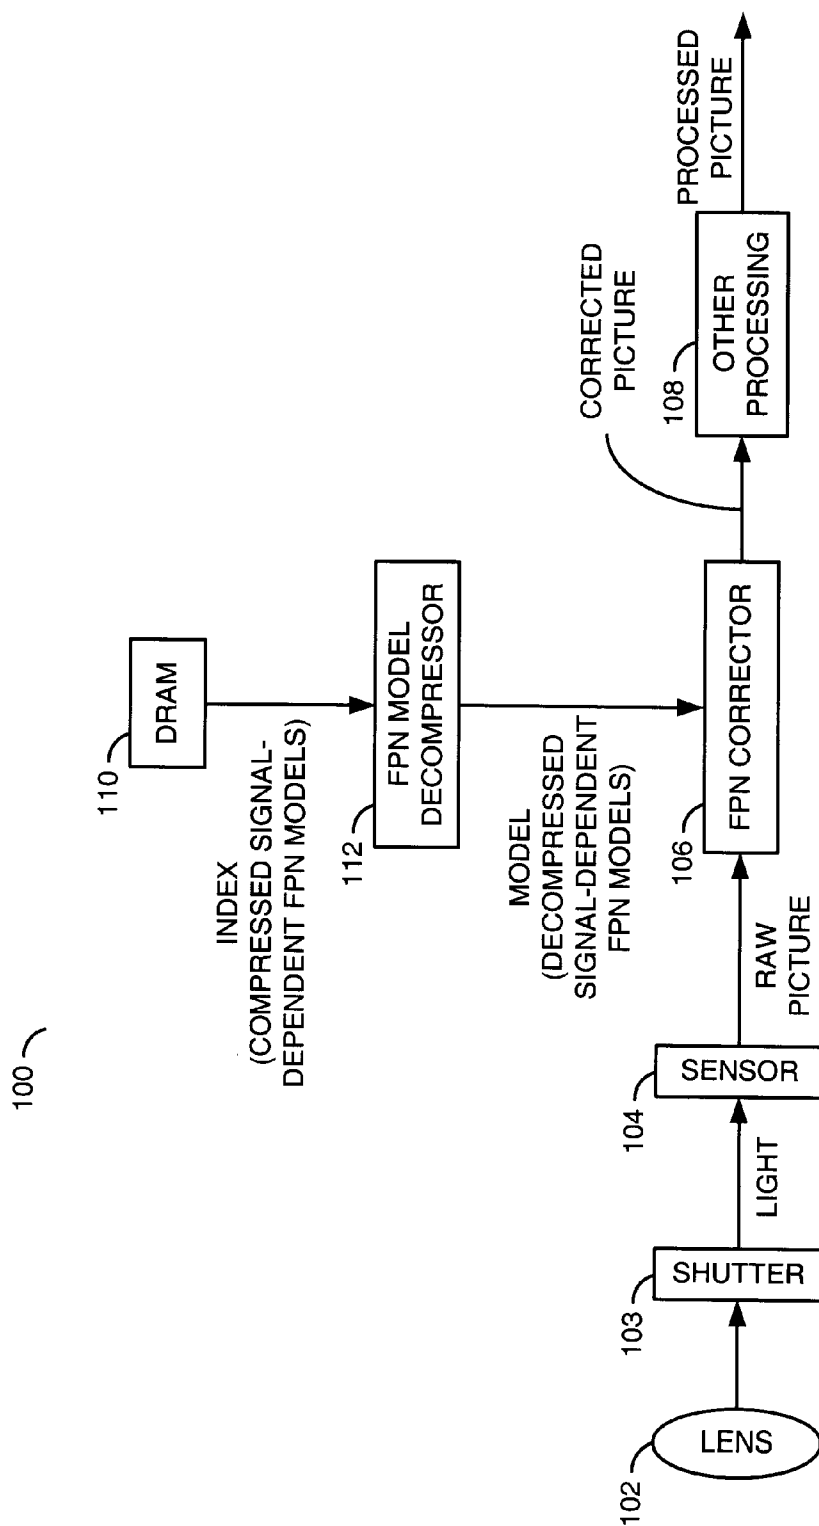 100
110
DRAM
INDEX
(COMPRESSED SIGNAL-
DEPENDENT FPN MODELS)
112
FPN MODEL
DECOMPRESSOR
MODEL
(DECOMPRESSED
SIGNAL-DEPENDENT
FPN MODELS)
102
LENS
103
SHUTTER
LIGHT
104
SENSOR
RAW
PICTURE
106
FPN CORRECTOR
CORRECTED
PICTURE
108
OTHER
PROCESSING
PROCESSED
PICTURE